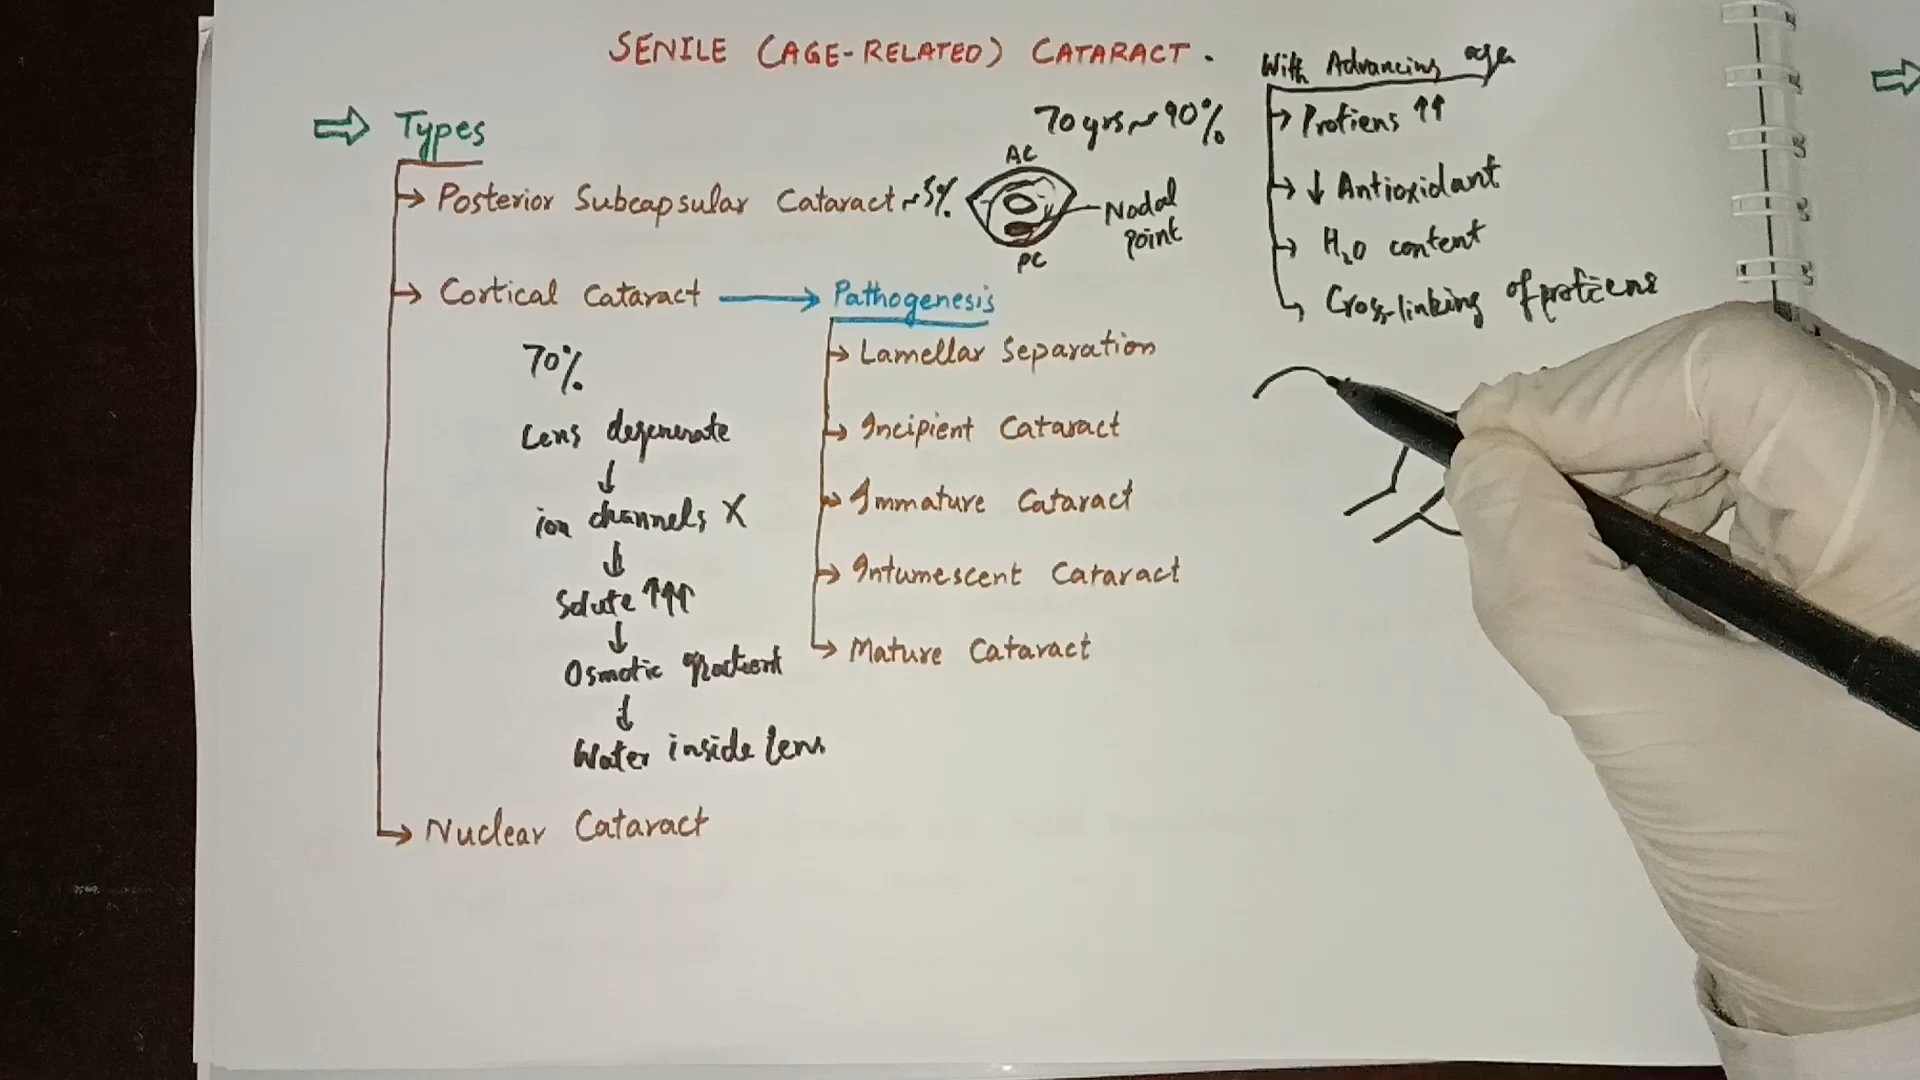 SENILE (AGE-RELATED) CATARACT.
⇒ Types
→ Posterior Subcapsular Cataract ~5%
70 yrs ~ 90%
AC
PC
Nodal
Point
→ Cortical Cataract → Pathogenesis
70%
Lens degenerate
↓
ion channels X
↓
Solute ↑↑↑
↓
Osmotic gradient
↓
Water inside lens
→ Lamellar Separation
→ Incipient Cataract
→ Immature Cataract
→ Intumescent Cataract
→ Mature Cataract
→ Nuclear Cataract
With Advancing age
→ Protiens ↑↑
→ ↓ Antioxidant
→ H₂O content
→ Cross-linking of protiens